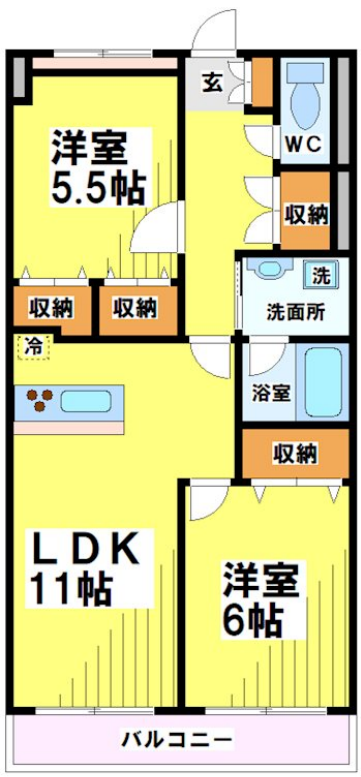 玄
洋室
5.5帖
WC
収納
収納
収納
洗
洗面所
冷
浴室
収納
LDK
11帖
洋室
6帖
バルコニー